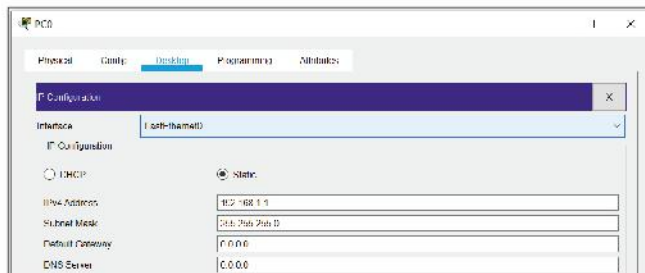 PC0
X
Physical Config Desktop Programming Attributes
IP Configuration X
Interface FastEthernet0
IP Configuration
DHCP Static
IPv4 Address 192.168.1.1
Subnet Mask 255.255.255.0
Default Gateway 0.0.0.0
DNS Server 0.0.0.0